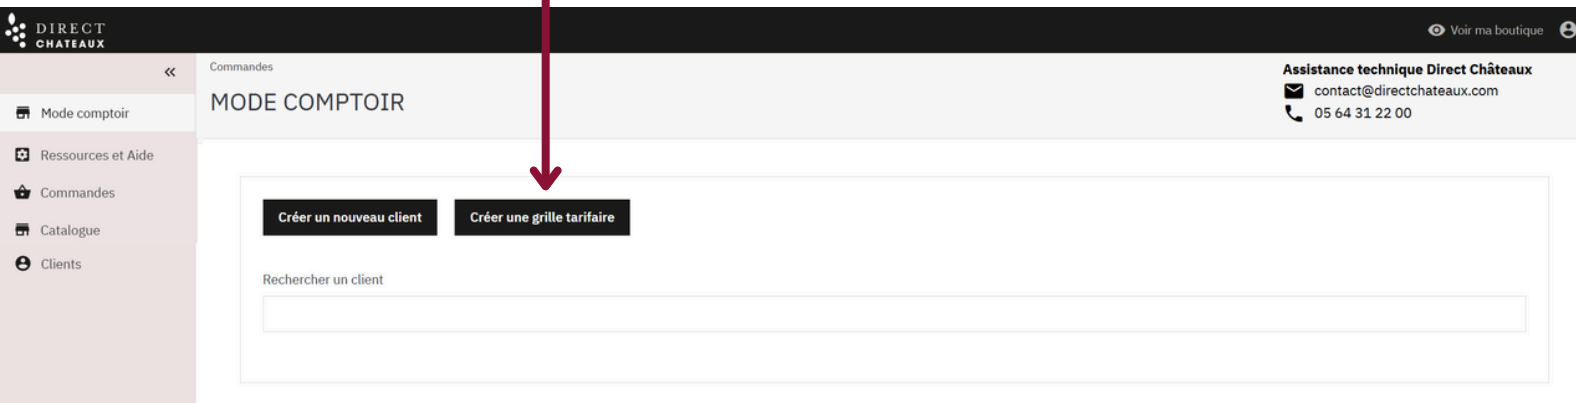 DIRECT
CHATEAUX
Voir ma boutique
Commandes
MODE COMPTOIR
Assistance technique Direct Châteaux
contact@directchateaux.com
05 64 31 22 00
Mode comptoir
Ressources et Aide
Commandes
Catalogue
Clients
Créer un nouveau client
Créer une grille tarifaire
Rechercher un client